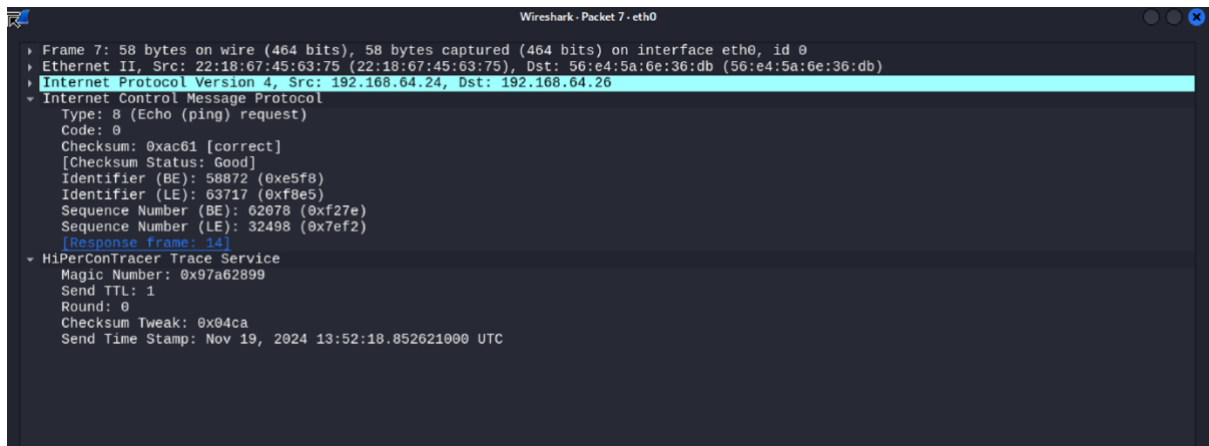 Wireshark · Packet 7 · eth0
Frame 7: 58 bytes on wire (464 bits), 58 bytes captured (464 bits) on interface eth0, id 0
Ethernet II, Src: 22:18:67:45:63:75 (22:18:67:45:63:75), Dst: 56:e4:5a:6e:36:db (56:e4:5a:6e:36:db)
Internet Protocol Version 4, Src: 192.168.64.24, Dst: 192.168.64.26
Internet Control Message Protocol
Type: 8 (Echo (ping) request)
Code: 0
Checksum: 0xac61 [correct]
[Checksum Status: Good]
Identifier (BE): 58872 (0xe5f8)
Identifier (LE): 63717 (0xf8e5)
Sequence Number (BE): 62078 (0xf27e)
Sequence Number (LE): 32498 (0x7ef2)
[Response frame: 14]
HiPerConTracer Trace Service
Magic Number: 0x97a62899
Send TTL: 1
Round: 0
Checksum Tweak: 0x04ca
Send Time Stamp: Nov 19, 2024 13:52:18.852621000 UTC